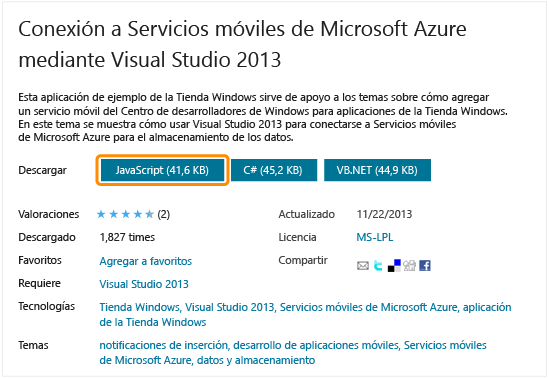 Conexión a Servicios móviles de Microsoft Azure
mediante Visual Studio 2013
Esta aplicación de ejemplo de la Tienda Windows sirve de apoyo a los temas sobre cómo agregar
un servicio móvil del Centro de desarrolladores de Windows para aplicaciones de la Tienda Windows.
En este tema se muestra cómo usar Visual Studio 2013 para conectarse a Servicios móviles
de Microsoft Azure para el almacenamiento de los datos.
Descargar JavaScript (41,6 KB) C# (45,2 KB) VB.NET (44,9 KB)
Valoraciones (2) Actualizado 11/22/2013
Descargado 1,827 times Licencia MS-LPL
Favoritos Agregar a favoritos Compartir
Requiere Visual Studio 2013
Tecnologías Tienda Windows, Visual Studio 2013, Servicios móviles de Microsoft Azure, aplicación
de la Tienda Windows
Temas notificaciones de inserción, desarrollo de aplicaciones móviles, Servicios móviles
de Microsoft Azure, datos y almacenamiento